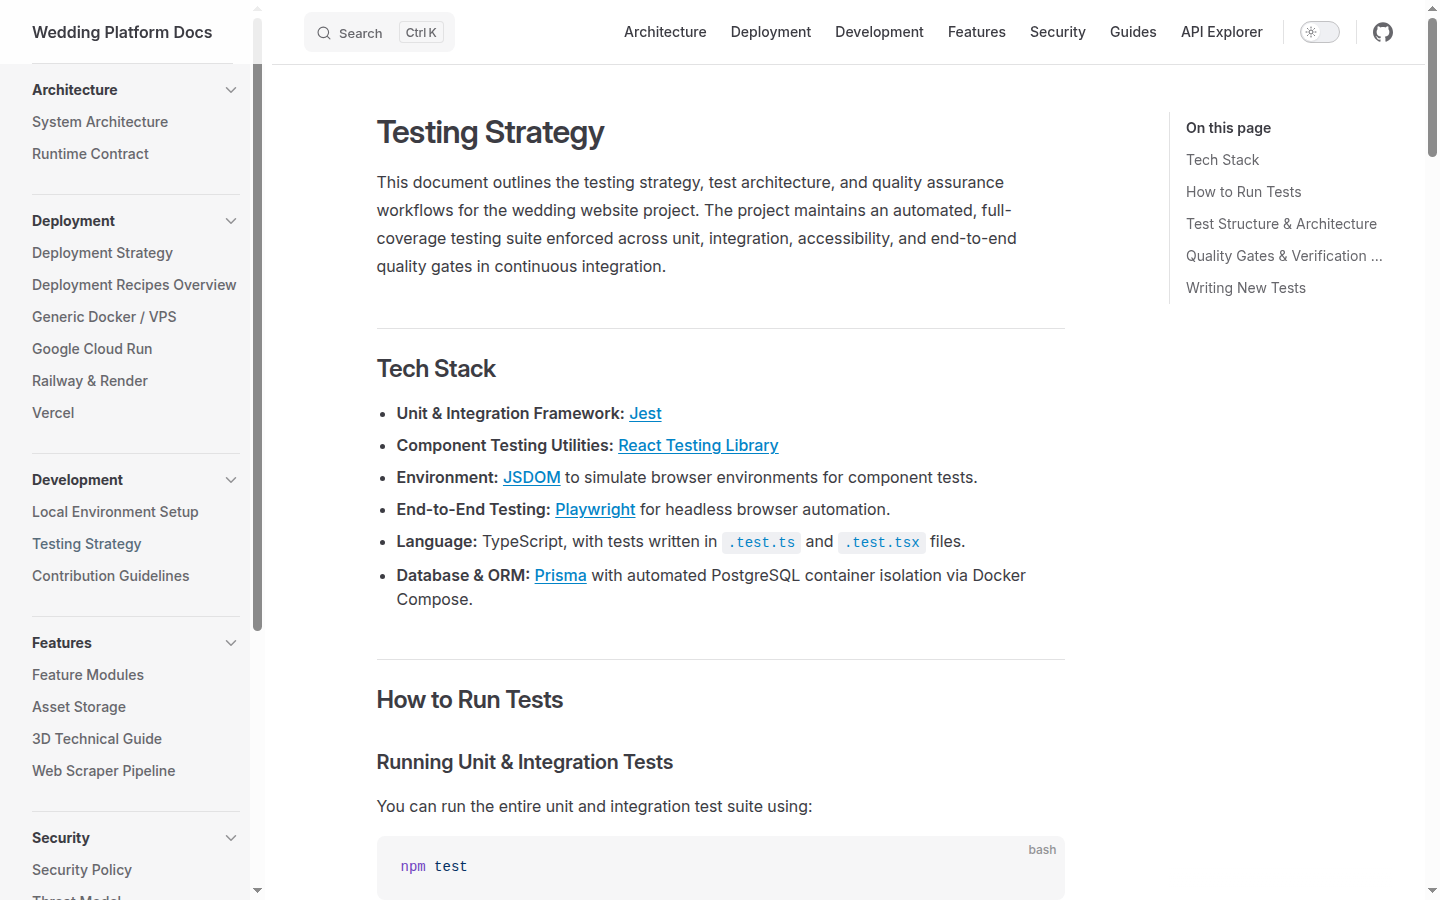 Wedding Platform Docs
Search
Ctrl K
Architecture
Deployment
Development
Features
Security
Guides
API Explorer
Architecture
System Architecture
Runtime Contract
Deployment
Deployment Strategy
Deployment Recipes Overview
Generic Docker / VPS
Google Cloud Run
Railway & Render
Vercel
Development
Local Environment Setup
Testing Strategy
Contribution Guidelines
Features
Feature Modules
Asset Storage
3D Technical Guide
Web Scraper Pipeline
Security
Security Policy
Threat Model
Testing Strategy
This document outlines the testing strategy, test architecture, and quality assurance
workflows for the wedding website project. The project maintains an automated, full-
coverage testing suite enforced across unit, integration, accessibility, and end-to-end
quality gates in continuous integration.
Tech Stack
Unit & Integration Framework: Jest
Component Testing Utilities: React Testing Library
Environment: JSDOM to simulate browser environments for component tests.
End-to-End Testing: Playwright for headless browser automation.
Language: TypeScript, with tests written in .test.ts and .test.tsx files.
Database & ORM: Prisma with automated PostgreSQL container isolation via Docker
Compose.
How to Run Tests
Running Unit & Integration Tests
You can run the entire unit and integration test suite using:
bash
npm test
On this page
Tech Stack
How to Run Tests
Test Structure & Architecture
Quality Gates & Verification ...
Writing New Tests